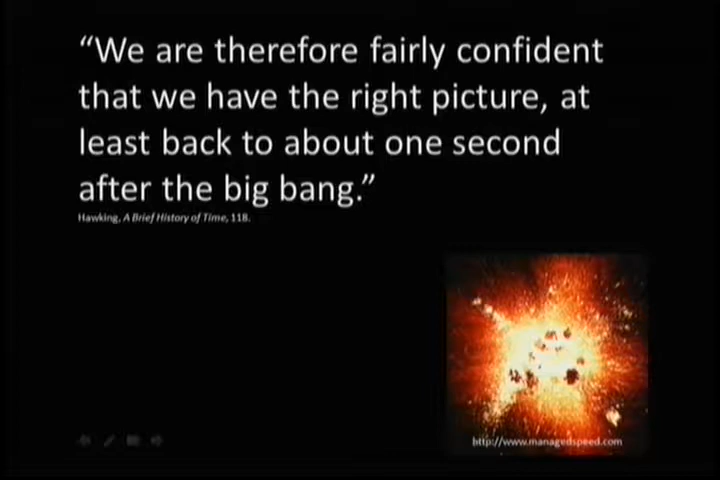 “We are therefore fairly confident
that we have the right picture, at
least back to about one second
after the big bang.”
Hawking, A Brief History of Time, 118.
http://www.managedspeed.com